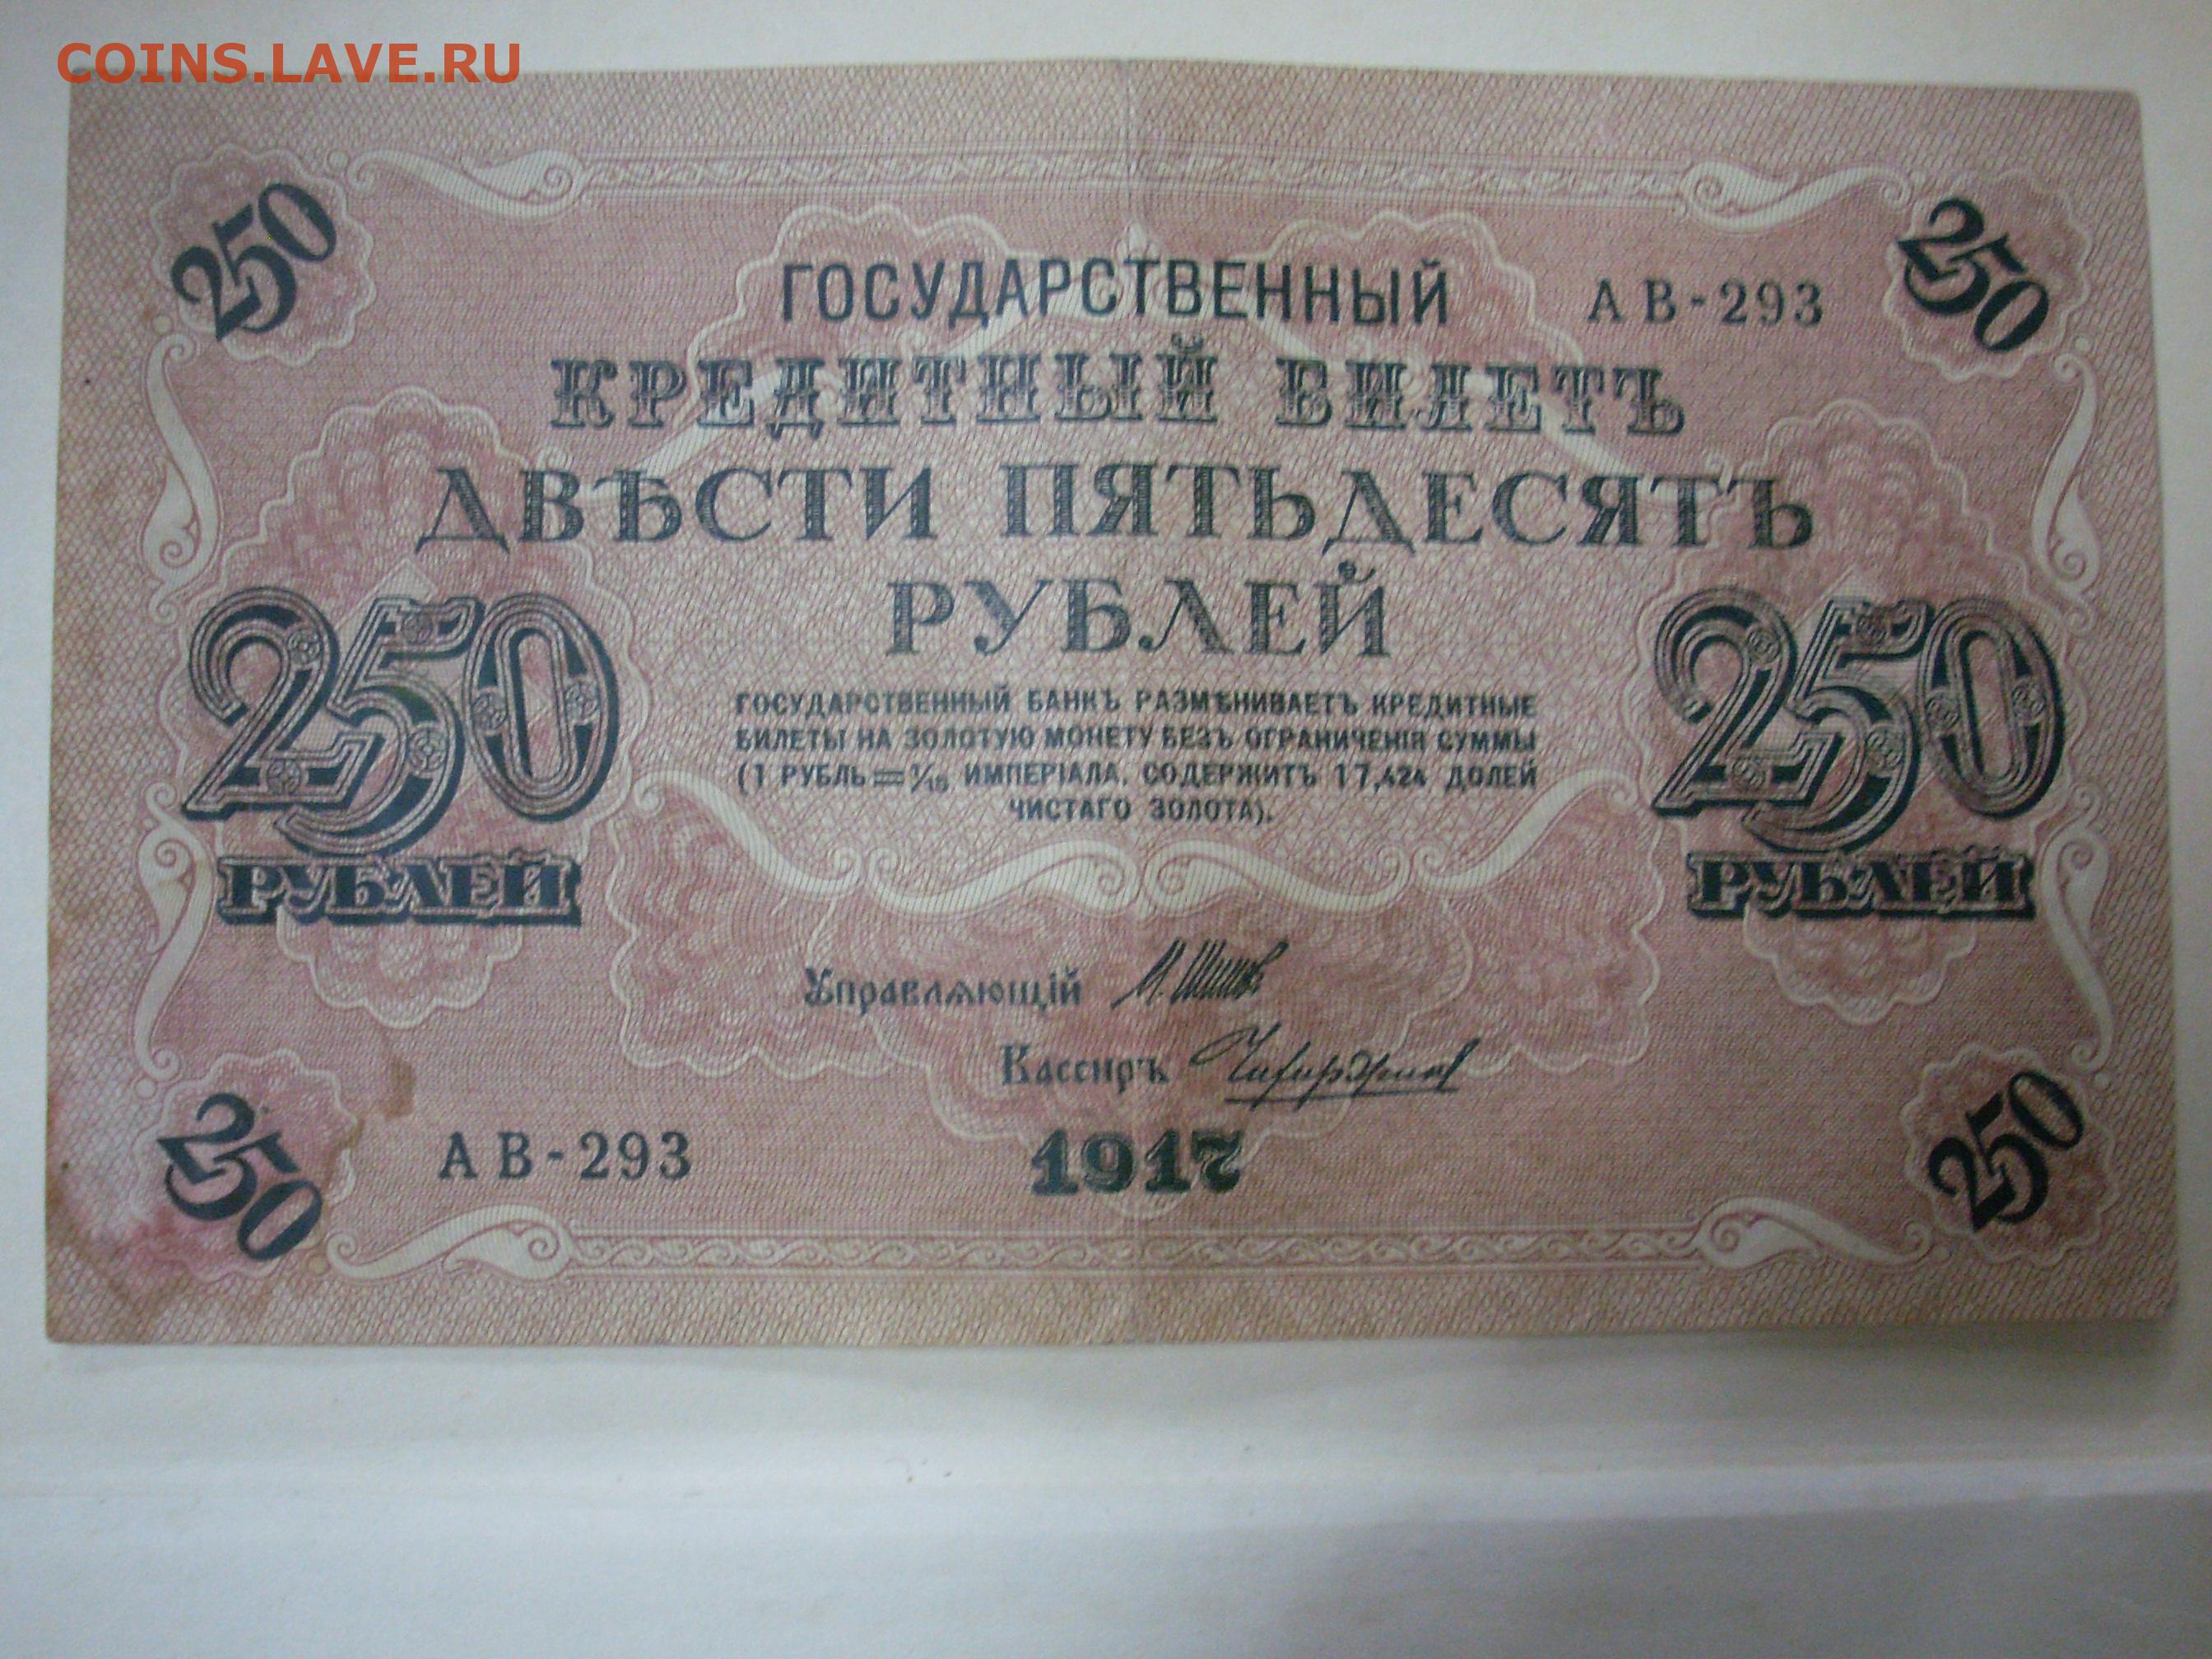 COINS.LAVE.RU
250
250
ГОСУДАРСТВЕННЫЙ
АВ-293
КРЕДИТНЫЙ БИЛЕТЪ
ДВѢСТИ ПЯТЬДЕСЯТЪ
РУБЛЕЙ
250
РУБЛЕЙ
250
РУБЛЕЙ
ГОСУДАРСТВЕННЫЙ БАНКЪ РАЗМѢНИВАЕТЪ КРЕДИТНЫЕ
БИЛЕТЫ НА ЗОЛОТУЮ МОНЕТУ БЕЗЪ ОГРАНИЧЕНІЯ СУММЫ
(1 РУБЛЬ=1/15 ИМПЕРІАЛА, СОДЕРЖИТЪ 17,424 ДОЛЕЙ
ЧИСТАГО ЗОЛОТА).
Управляющій И. Шипов
Кассиръ
250
АВ-293
1917
250